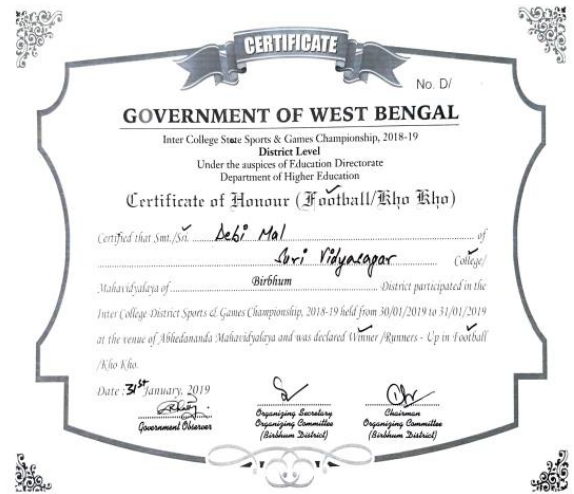 CERTIFICATE
No. D/
GOVERNMENT OF WEST BENGAL
Inter College State Sports & Games Championship, 2018-19
District Level
Under the auspices of Education Directorate
Department of Higher Education
Certificate of Honour (Football/Kho Kho)
Certified that Smt./Sri. Debi Mal of
Suri Vidyasagar College/
Mahavidyalaya of Birbhum District participated in the
Inter College District Sports & Games Championship, 2018-19 held from 30/01/2019 to 31/01/2019
at the venue of Abhedananda Mahavidyalaya and was declared Winner /Runners - Up in Football
/Kho Kho.
Date : 31st January, 2019
Government Observer
Organizing Secretary
Organizing Committee
(Birbhum District)
Chairman
Organizing Committee
(Birbhum District)